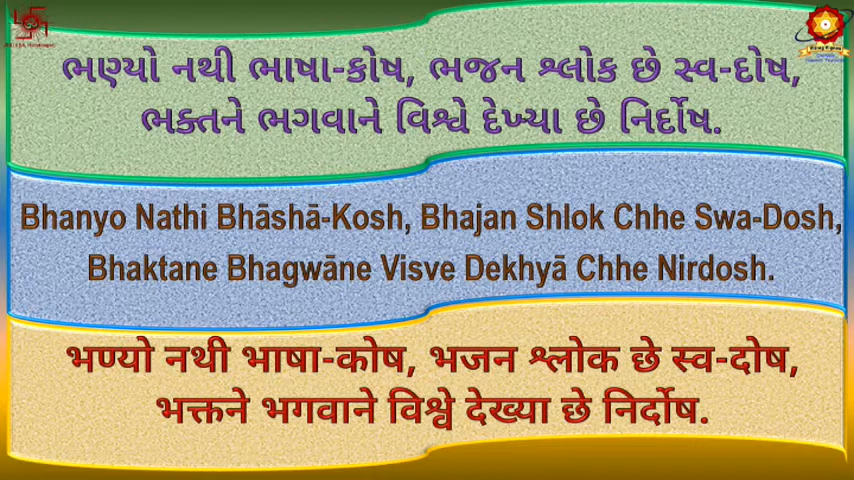 ભણ્યો નથી ભાષા-કોષ, ભજન શ્લોક છે સ્વ-દોષ,
ભક્તને ભગવાને વિશ્વે દેખ્યા છે નિર્દોષ.
Bhanyo Nathi Bhāshā-Kosh, Bhajan Shlok Chhe Swa-Dosh,
Bhaktane Bhagwāne Visve Dekhyā Chhe Nirdosh.
भण्यो नथी भाषा-कोष, भजन श्लोक छे स्व-दोष,
भक्तने भगवाने विश्वे देख्या छे निर्दोष.